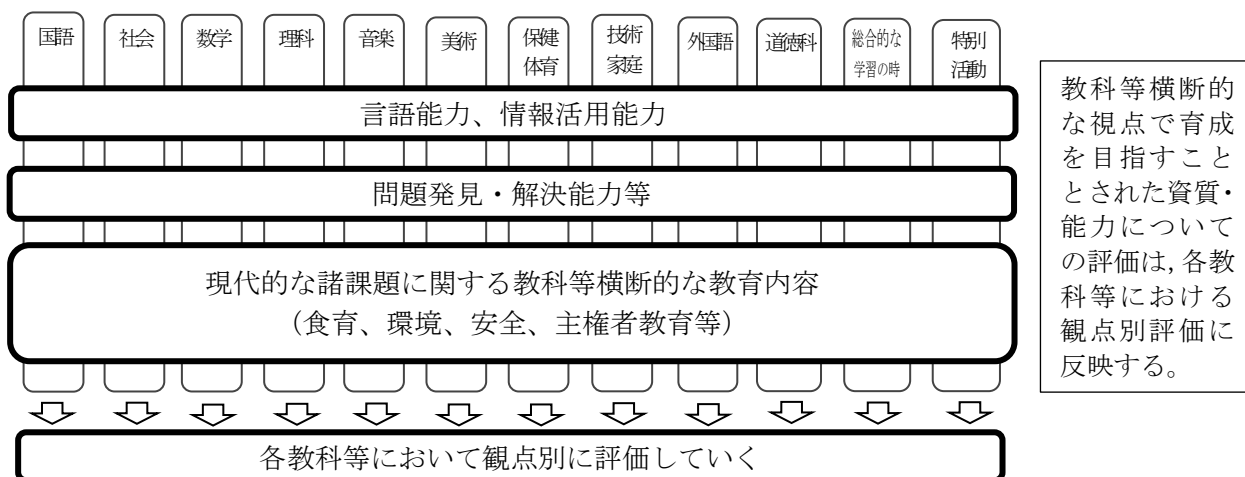 国語
社会
数学
理科
音楽
美術
保健
体育
技術
家庭
外国語
道徳科
総合的な
学習の時
特別
活動
言語能力、情報活用能力
問題発見・解決能力等
現代的な諸課題に関する教科等横断的な教育内容
（食育、環境、安全、主権者教育等）
各教科等において観点別に評価していく
教科等横断的
な視点で育成
を目指すこと
とされた資質・
能力について
の評価は,各教
科等における
観点別評価に
反映する。